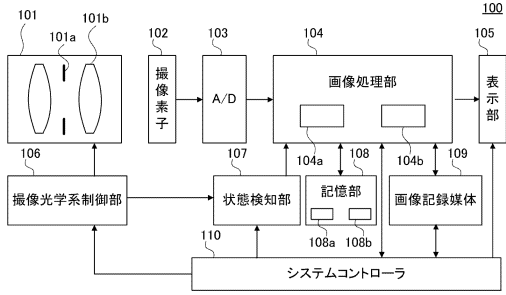 100
101
101a
101b
102
103
104
105
撮像素子
A/D
画像処理部
表示部
104a
104b
106
107
108
109
撮像光学系制御部
状態検知部
記憶部
画像記録媒体
108a
108b
110
システムコントローラ